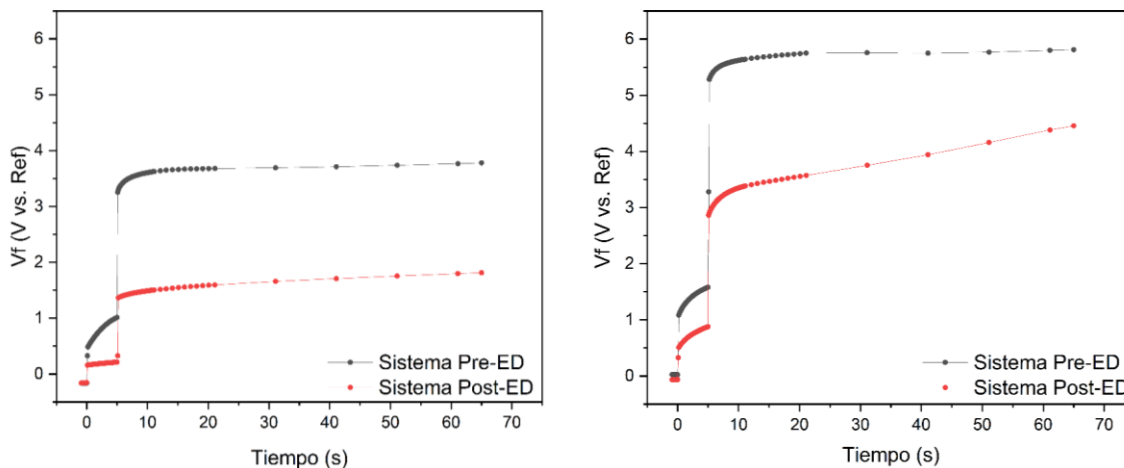 6
5
4
3
2
1
0
Vf (V vs. Ref)
Sistema Pre-ED
Sistema Post-ED
0 10 20 30 40 50 60 70
Tiempo (s)
6
5
4
3
2
1
0
Vf (V vs. Ref)
Sistema Pre-ED
Sistema Post-ED
0 10 20 30 40 50 60 70
Tiempo (s)